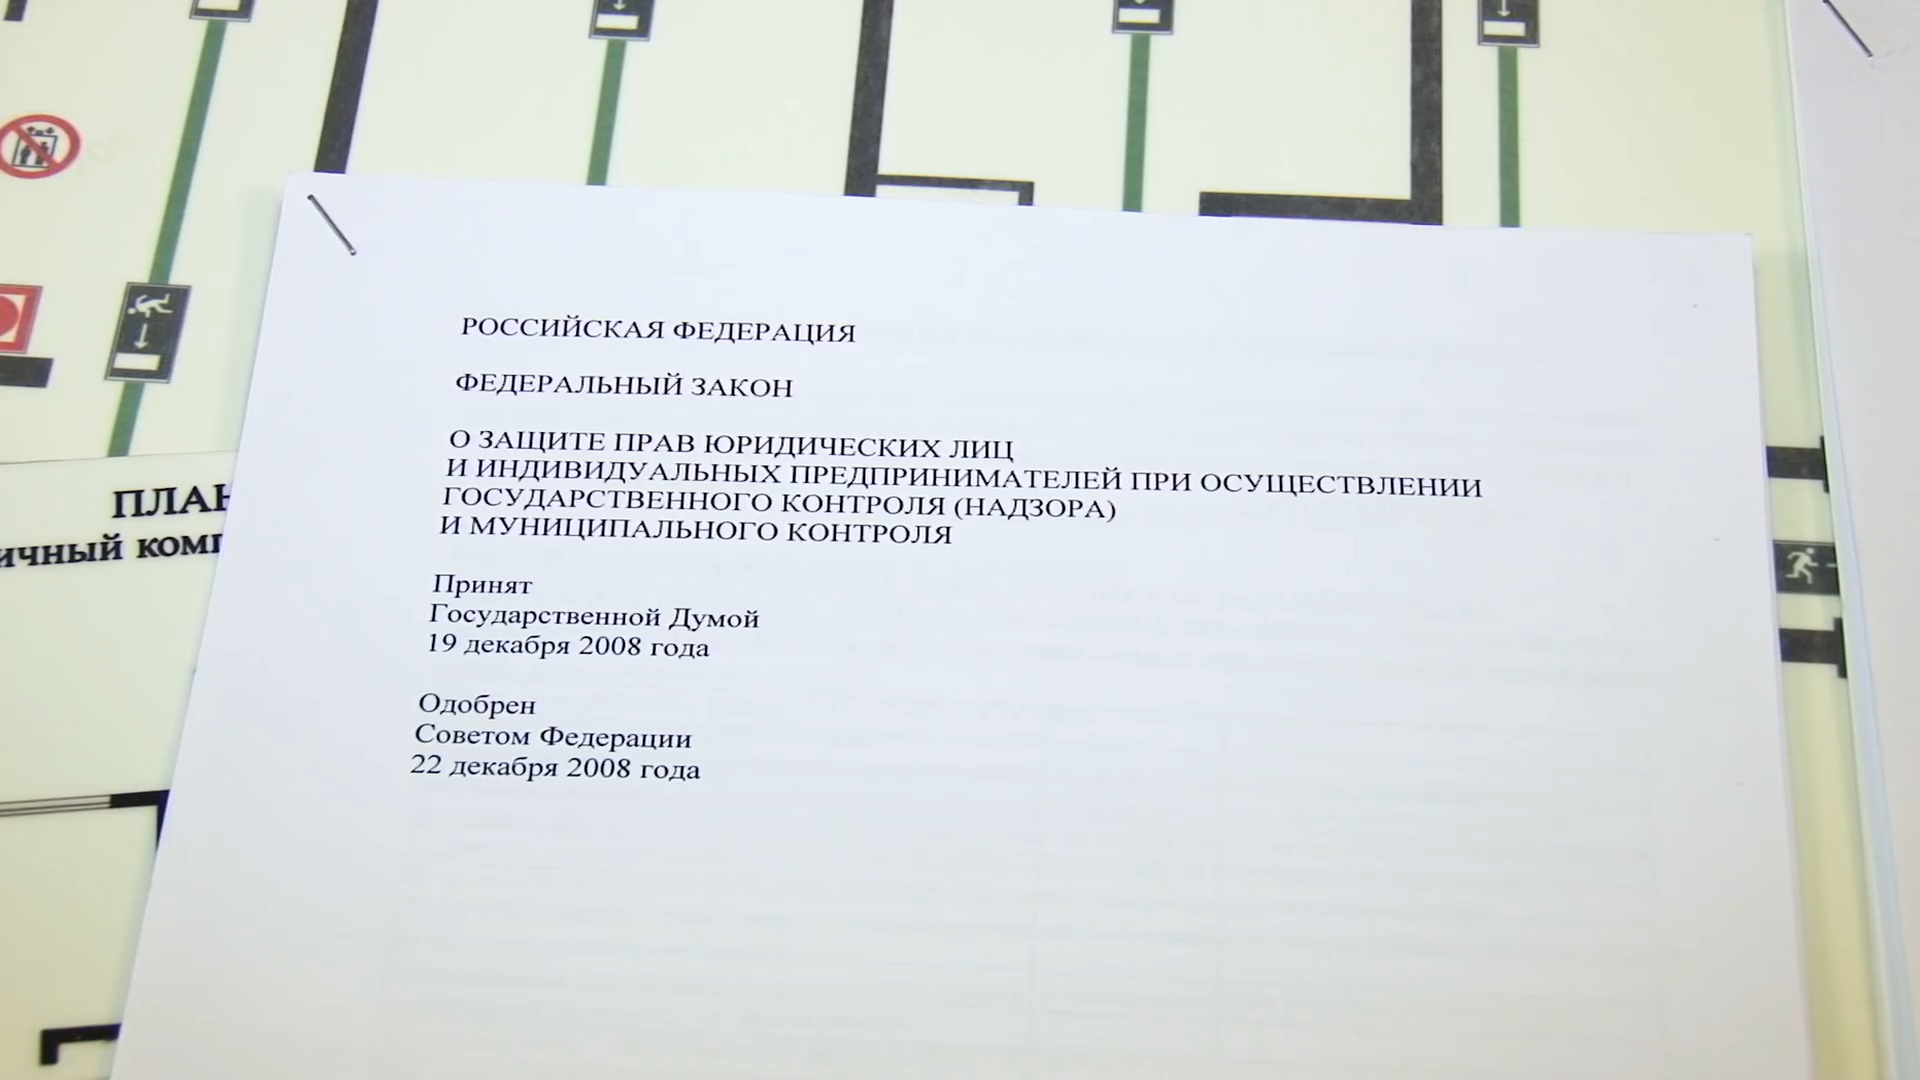 РОССИЙСКАЯ ФЕДЕРАЦИЯ
ФЕДЕРАЛЬНЫЙ ЗАКОН
О ЗАЩИТЕ ПРАВ ЮРИДИЧЕСКИХ ЛИЦ
И ИНДИВИДУАЛЬНЫХ ПРЕДПРИНИМАТЕЛЕЙ ПРИ ОСУЩЕСТВЛЕНИИ
ГОСУДАРСТВЕННОГО КОНТРОЛЯ (НАДЗОРА)
И МУНИЦИПАЛЬНОГО КОНТРОЛЯ
Принят
Государственной Думой
19 декабря 2008 года
Одобрен
Советом Федерации
22 декабря 2008 года
ПЛАН